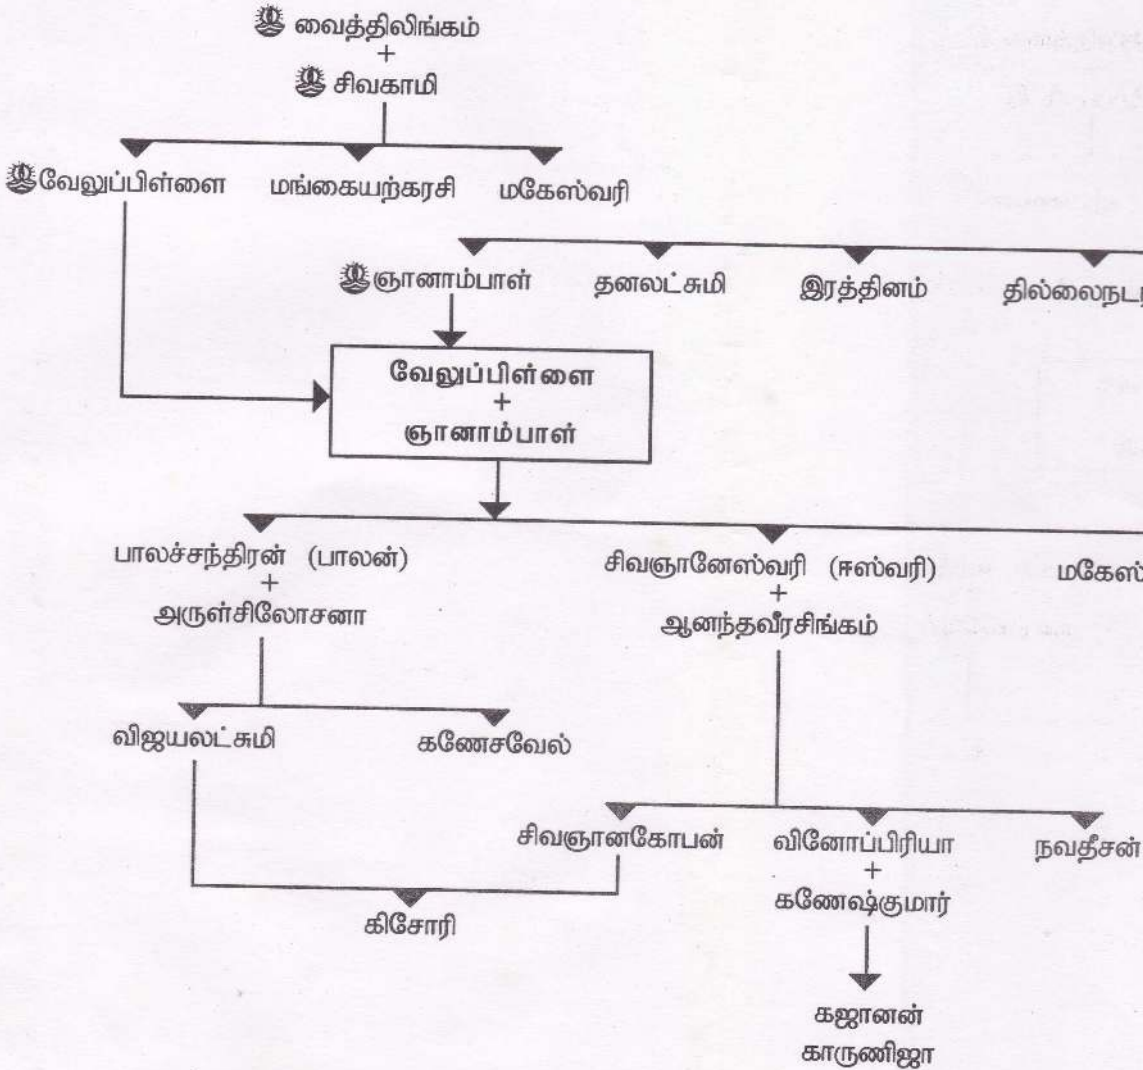 வைத்திலிங்கம்
+
சிவகாமி
வேலுப்பிள்ளை மங்கையற்கரசி மகேஸ்வரி
ஞானாம்பாள் தனலட்சுமி இரத்தினம்
வேலுப்பிள்ளை
+
ஞானாம்பாள்
பாலச்சந்திரன் (பாலன்) சிவஞானேஸ்வரி (ஈஸ்வரி)
+ +
அருள்சிலோசனா ஆனந்தவீரசிங்கம்
விஜயலட்சுமி கணேசவேல்
சிவஞானகோபன் வினோப்பிரியா நவதீசன்
+
கணேஷ்குமார்
கிசோரி
கஜானன்
காருணிஜா